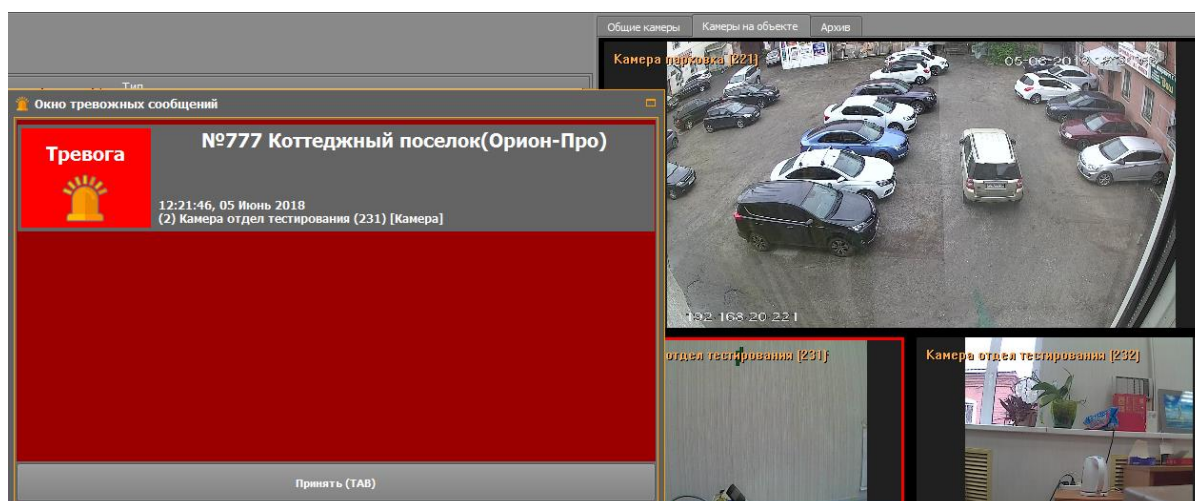 Общие камеры
Камеры на объекте
Архив
Тип
Окно тревожных сообщений
Тревога
№777 Коттеджный поселок(Орион-Про)
12:21:46, 05 Июнь 2018
(2) Камера отдел тестирования (231) [Камера]
Принять (TAB)
Камера парковка [221]
192-168-20-221
отдел тестирования [231]
Камера отдел тестирования [232]